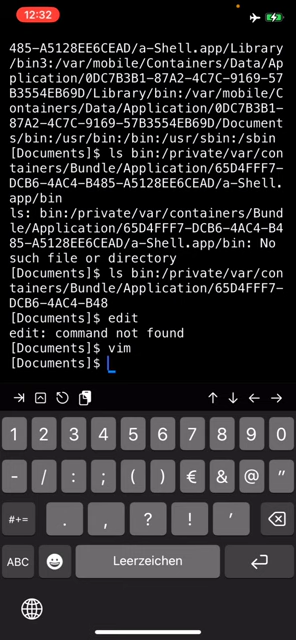 12:32
485-A5128EE6CEAD/a-Shell.app/Library
/bin3:/var/mobile/Containers/Data/Ap
plication/0DC7B3B1-87A2-4C7C-9169-57
B3554EB69D/Library/bin:/var/mobile/C
ontainers/Data/Application/0DC7B3B1-
87A2-4C7C-9169-57B3554EB69D/Document
s/bin:/usr/bin:/bin:/usr/sbin:/sbin
[Documents]$ ls bin:/private/var/con
tainers/Bundle/Application/65D4FFF7-
DCB6-4AC4-B485-A5128EE6CEAD/a-Shell.
app/bin
ls: bin:/private/var/containers/Bund
le/Application/65D4FFF7-DCB6-4AC4-B4
85-A5128EE6CEAD/a-Shell.app/bin: No
such file or directory
[Documents]$ ls bin:/private/var/con
tainers/Bundle/Application/65D4FFF7-
DCB6-4AC4-B48
[Documents]$ edit
edit: command not found
[Documents]$ vim
[Documents]$
1 2 3 4 5 6 7 8 9 0
- / : ; ( ) € & @ "
#+= . , ? ! '
ABC Leerzeichen